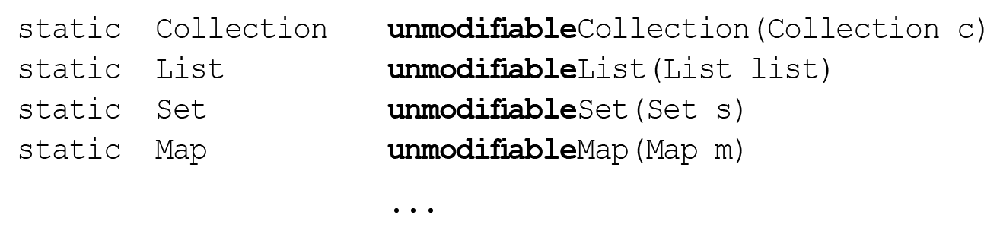 static Collection unmodifiableCollection(Collection c)
static List unmodifiableList(List list)
static Set unmodifiableSet(Set s)
static Map unmodifiableMap(Map m)
...